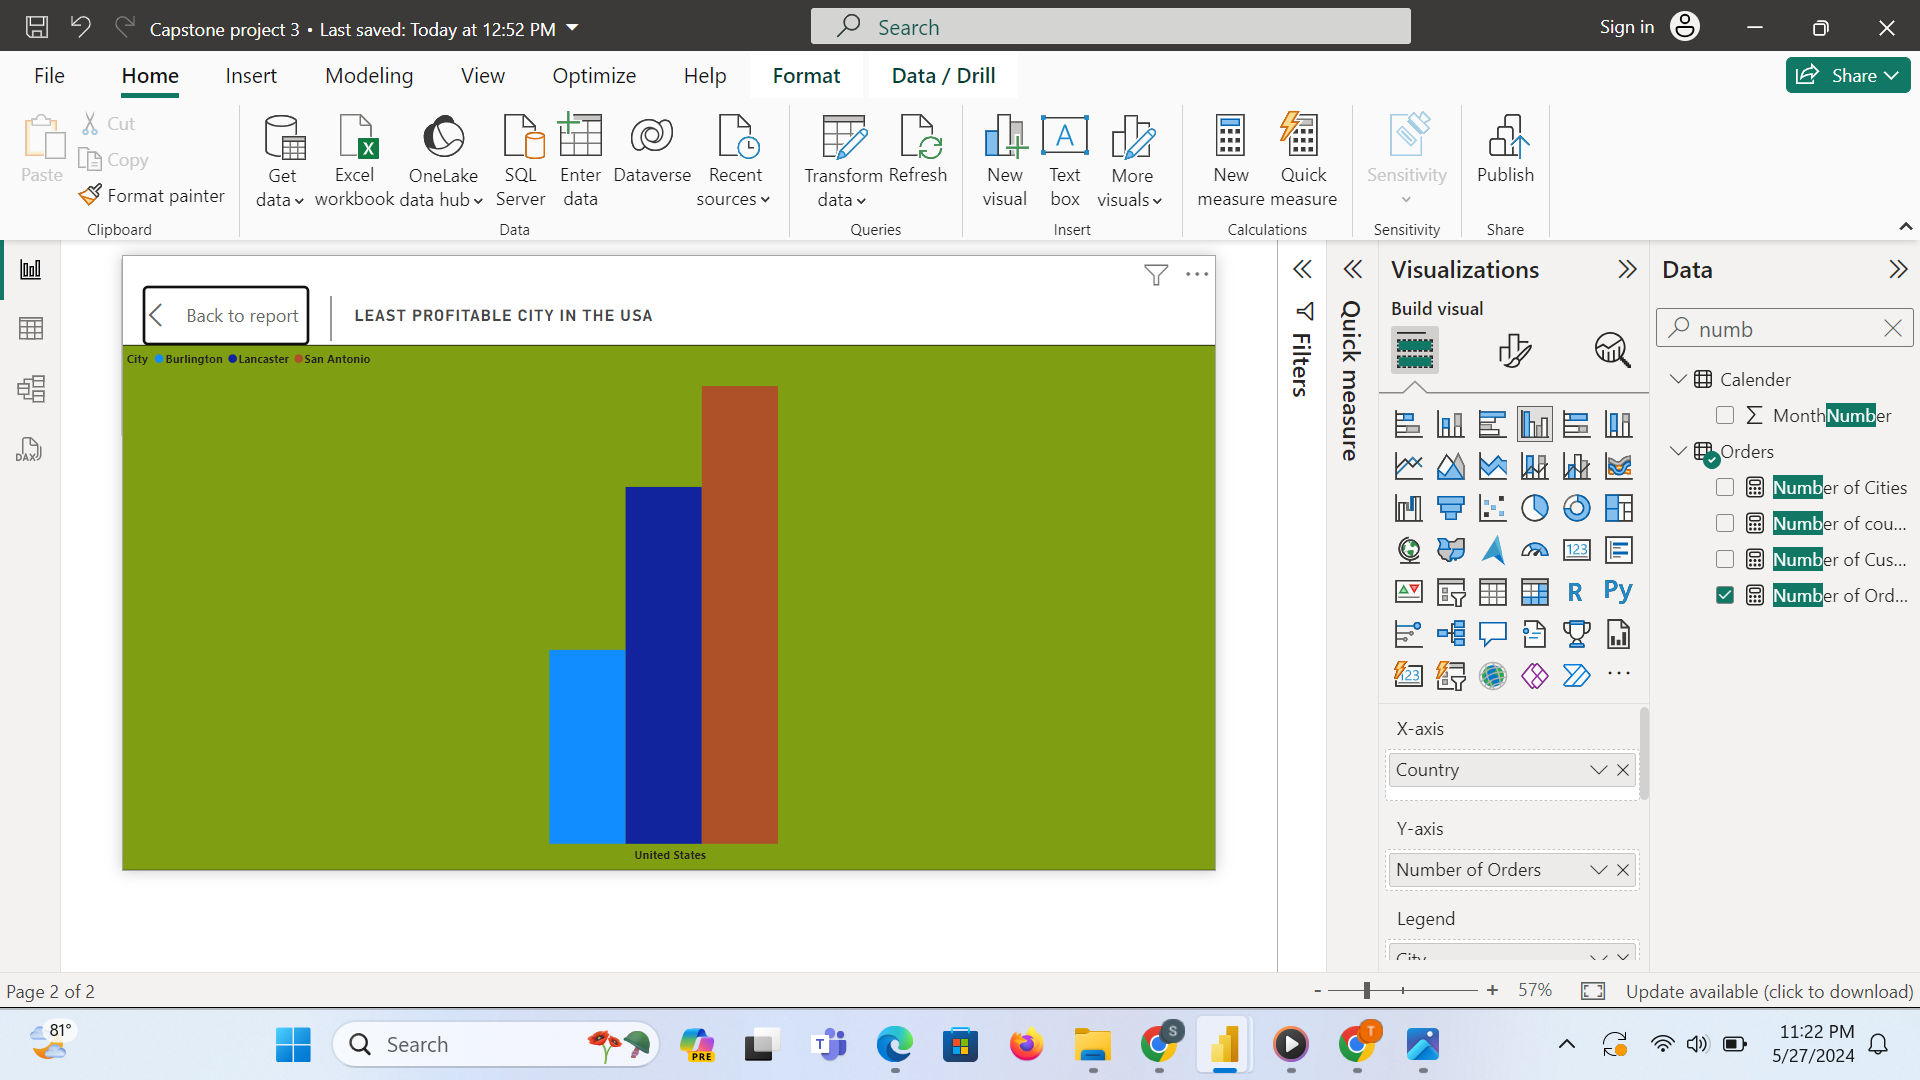 Capstone project 3 • Last saved: Today at 12:52 PM
Search
Sign in
File
Home
Insert
Modeling
View
Optimize
Help
Format
Data / Drill
Share
Paste
Cut
Copy
Format painter
Clipboard
Get data
Excel workbook
OneLake data hub
SQL Server
Enter data
Dataverse
Recent sources
Data
Transform data
Refresh
Queries
New visual
Text box
More visuals
Insert
New measure
Quick measure
Calculations
Sensitivity
Sensitivity
Publish
Share
DAX
Back to report
LEAST PROFITABLE CITY IN THE USA
City Burlington Lancaster San Antonio
United States
Filters
Quick measure
Visualizations
Build visual
123
R
Py
123
X-axis
Country
Y-axis
Number of Orders
Legend
City
Data
numb
Calender
MonthNumber
Orders
Number of Cities
Number of cou...
Number of Cus...
Number of Ord...
Page 2 of 2
- + 57%
Update available (click to download)
81°
Search
PRE
T
S
T
11:22 PM
5/27/2024